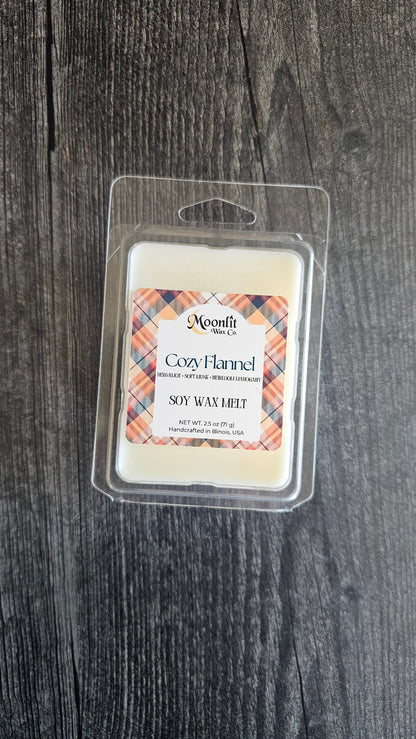 Moonlit
Wax Co.
Cozy Flannel
BERGAMOT • SOFT MUSK • HEIRLOOM MAHOGANY
SOY WAX MELT
NET WT. 2.5 oz (71 g)
Handcrafted in Illinois, USA